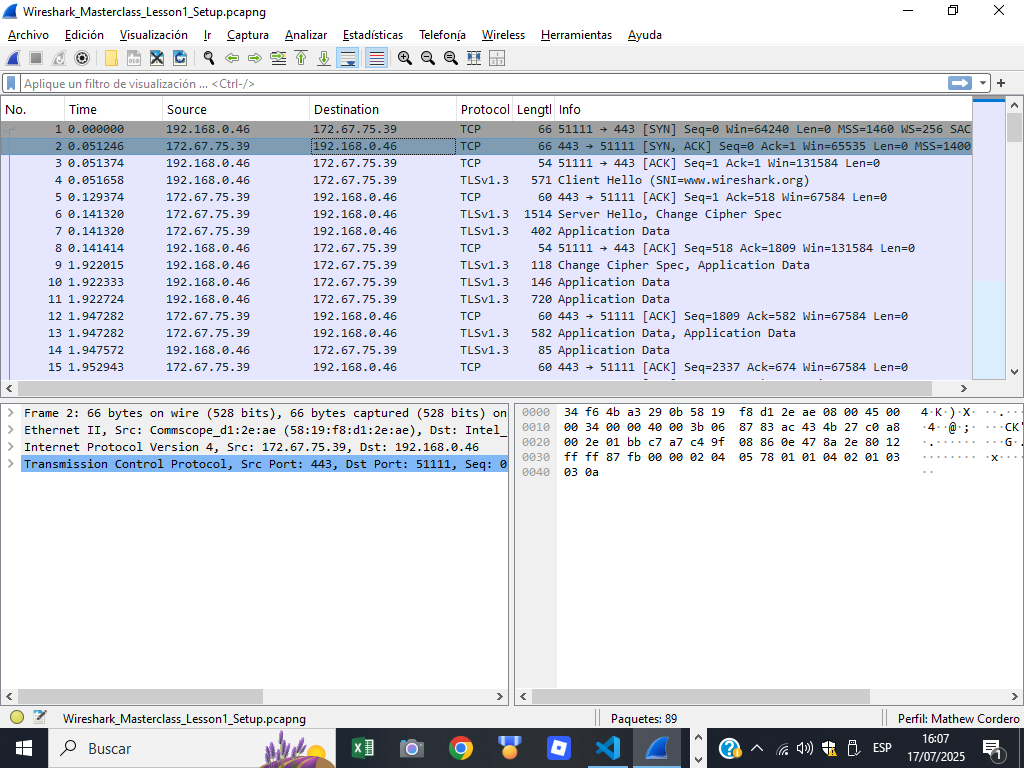 Wireshark_Masterclass_Lesson1_Setup.pcapng
Archivo Edición Visualización Ir Captura Analizar Estadísticas Telefonía Wireless Herramientas Ayuda
Aplique un filtro de visualización ... <Ctrl-/>
No. Time Source Destination Protocol Lengtl Info
1 0.000000 192.168.0.46 172.67.75.39 TCP 66 51111 → 443 [SYN] Seq=0 Win=64240 Len=0 MSS=1460 WS=256 SAC
2 0.051246 172.67.75.39 192.168.0.46 TCP 66 443 → 51111 [SYN, ACK] Seq=0 Ack=1 Win=65535 Len=0 MSS=1400
3 0.051374 192.168.0.46 172.67.75.39 TCP 54 51111 → 443 [ACK] Seq=1 Ack=1 Win=131584 Len=0
4 0.051658 192.168.0.46 172.67.75.39 TLSv1.3 571 Client Hello (SNI=www.wireshark.org)
5 0.129374 172.67.75.39 192.168.0.46 TCP 60 443 → 51111 [ACK] Seq=1 Ack=518 Win=67584 Len=0
6 0.141320 172.67.75.39 192.168.0.46 TLSv1.3 1514 Server Hello, Change Cipher Spec
7 0.141320 172.67.75.39 192.168.0.46 TLSv1.3 402 Application Data
8 0.141414 192.168.0.46 172.67.75.39 TCP 54 51111 → 443 [ACK] Seq=518 Ack=1809 Win=131584 Len=0
9 1.922015 192.168.0.46 172.67.75.39 TLSv1.3 118 Change Cipher Spec, Application Data
10 1.922333 192.168.0.46 172.67.75.39 TLSv1.3 146 Application Data
11 1.922724 192.168.0.46 172.67.75.39 TLSv1.3 720 Application Data
12 1.947282 172.67.75.39 192.168.0.46 TCP 60 443 → 51111 [ACK] Seq=1809 Ack=582 Win=67584 Len=0
13 1.947282 172.67.75.39 192.168.0.46 TLSv1.3 582 Application Data, Application Data
14 1.947572 192.168.0.46 172.67.75.39 TLSv1.3 85 Application Data
15 1.952943 172.67.75.39 192.168.0.46 TCP 60 443 → 51111 [ACK] Seq=2337 Ack=674 Win=67584 Len=0
Frame 2: 66 bytes on wire (528 bits), 66 bytes captured (528 bits) on
Ethernet II, Src: Commscope_d1:2e:ae (58:19:f8:d1:2e:ae), Dst: Intel_
Internet Protocol Version 4, Src: 172.67.75.39, Dst: 192.168.0.46
Transmission Control Protocol, Src Port: 443, Dst Port: 51111, Seq: 0
0000 34 f6 4b a3 29 0b 58 19 f8 d1 2e ae 08 00 45 00 4·K·)·X· ··.·
0010 00 34 00 00 40 00 3b 06 87 83 ac 43 4b 27 c0 a8 ·4··@·;· ···CK'
0020 00 2e 01 bb c7 a7 c4 9f 08 86 0e 47 8a 2e 80 12 ·.······ ···G·.
0030 ff ff 87 fb 00 00 02 04 05 78 01 01 04 02 01 03 ········ ·x····
0040 03 0a ··
Wireshark_Masterclass_Lesson1_Setup.pcapng Paquetes: 89 Perfil: Mathew Cordero
Buscar
ESP
16:07
17/07/2025
1